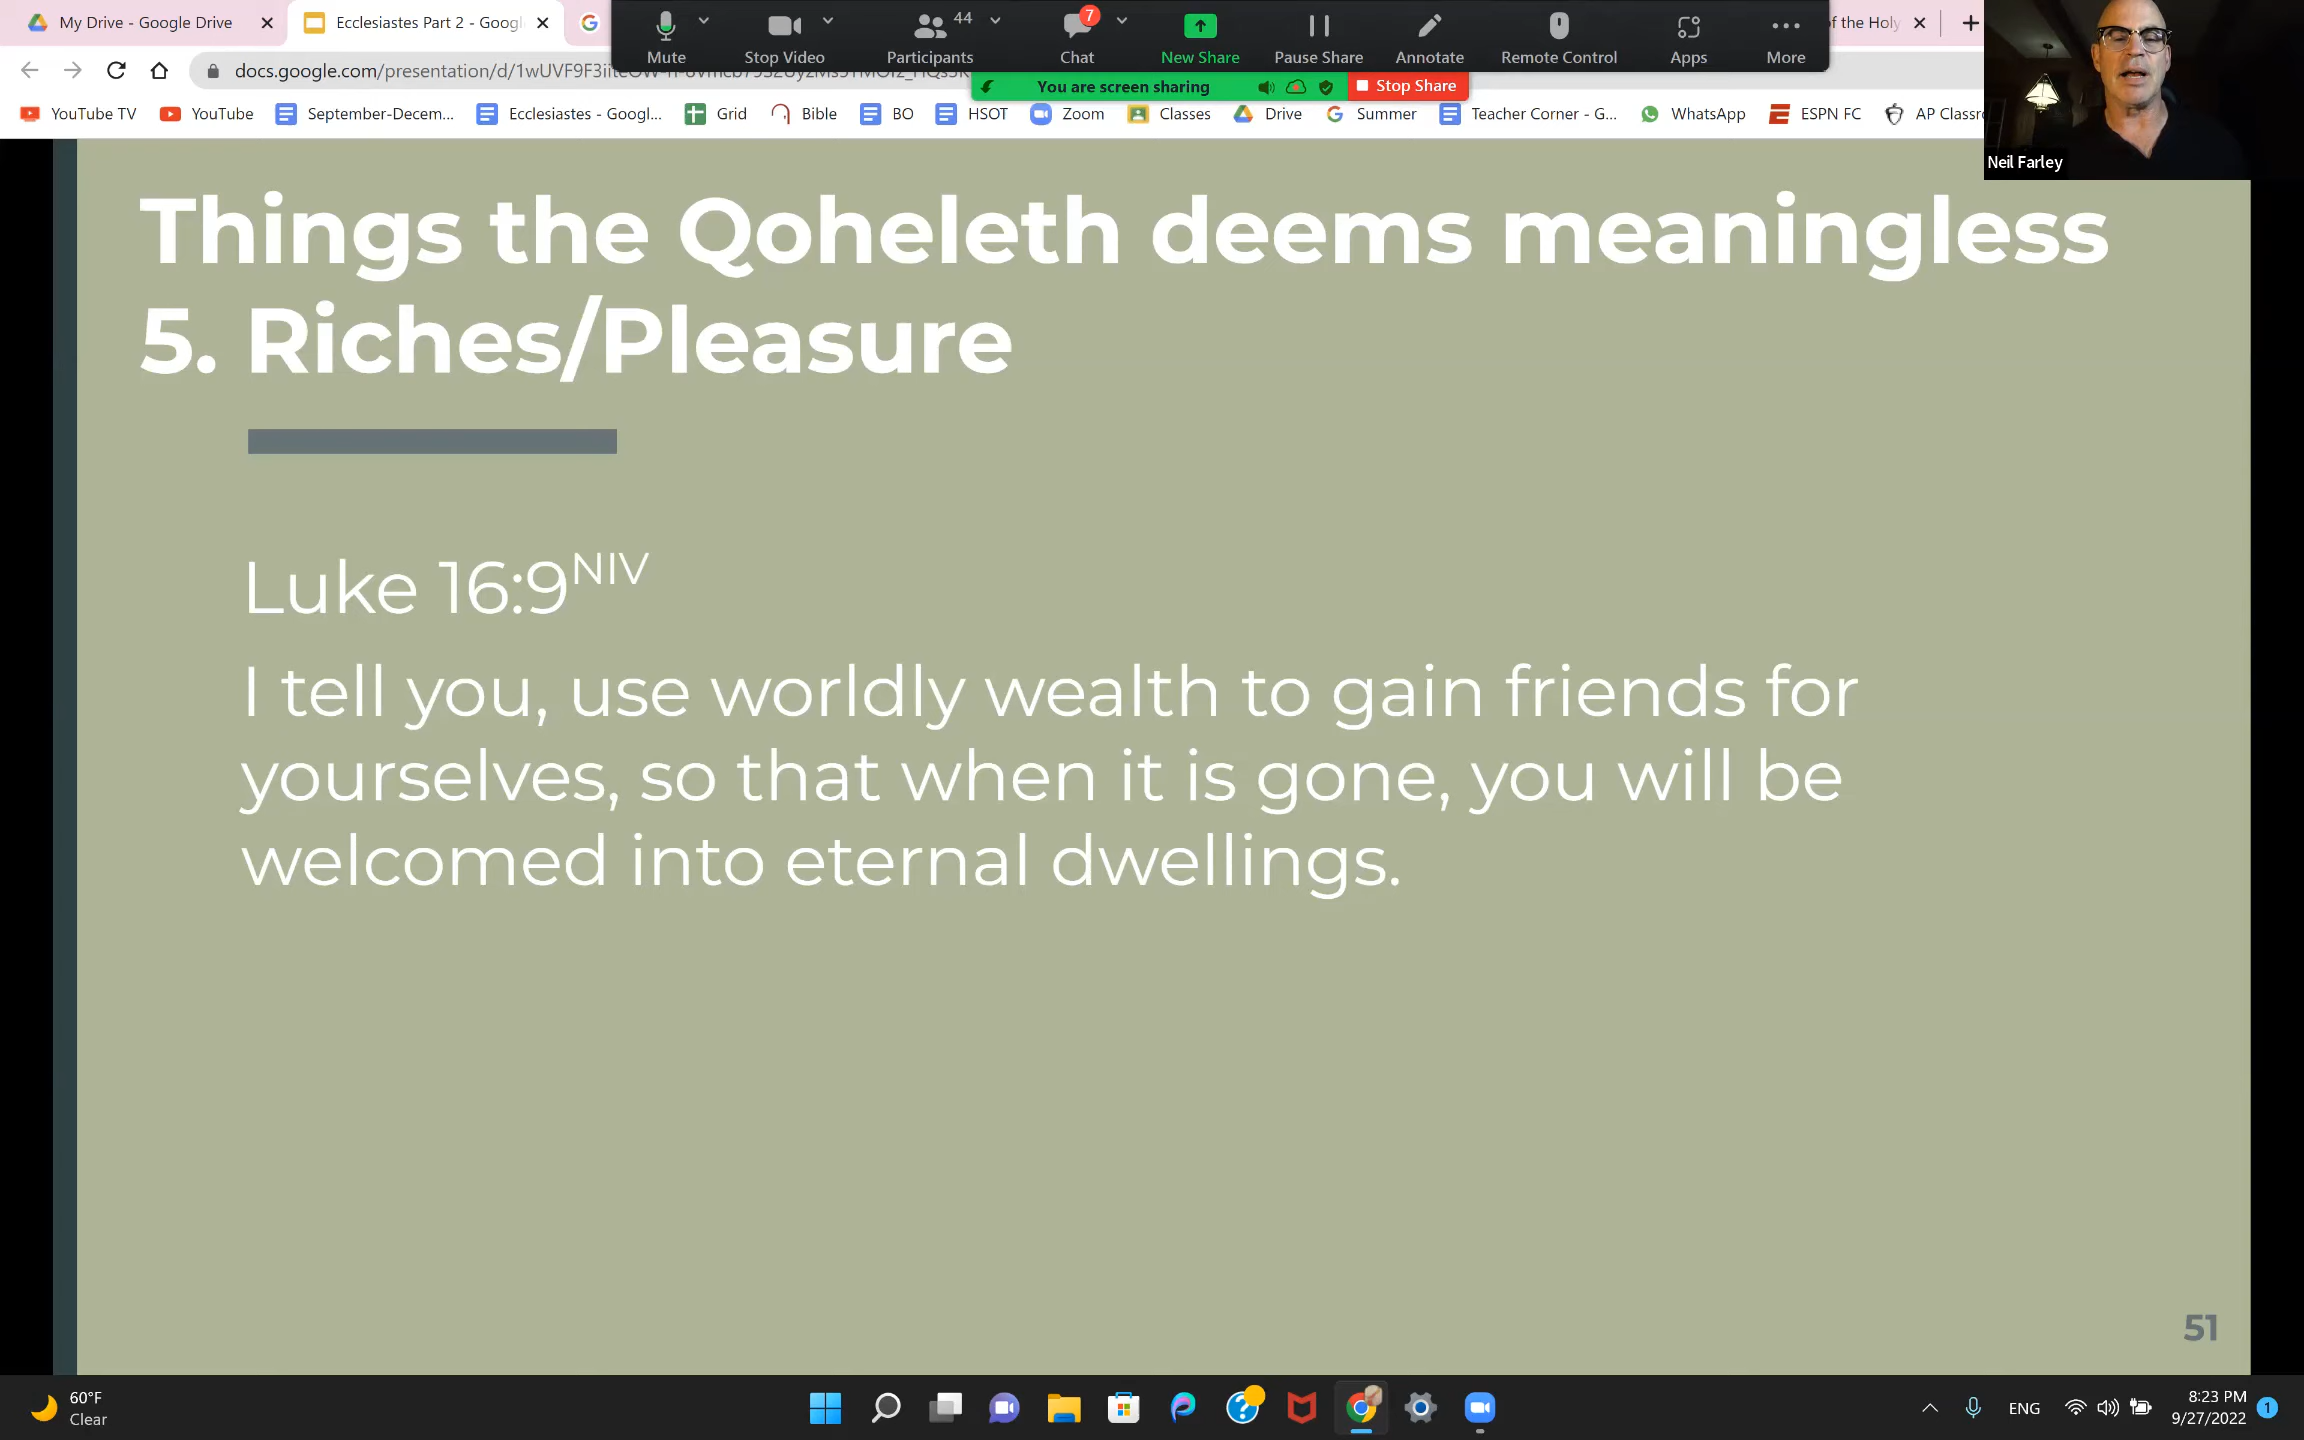 My Drive - Google Drive
Ecclesiastes Part 2 - Googl
Mute
Stop Video
44
Participants
7
Chat
New Share
Pause Share
Annotate
Remote Control
Apps
More
of the Holy
docs.google.com/presentation/d/
You are screen sharing
Stop Share
YouTube TV
YouTube
September-Decem...
Ecclesiastes - Googl...
Grid
Bible
BO
HSOT
Zoom
Classes
Drive
Summer
Teacher Corner - G...
WhatsApp
ESPN FC
AP Classr
Neil Farley
Things the Qoheleth deems meaningless
5. Riches/Pleasure
Luke 16:9NIV
I tell you, use worldly wealth to gain friends for
yourselves, so that when it is gone, you will be
welcomed into eternal dwellings.
51
60°F
Clear
ENG
8:23 PM
9/27/2022
1